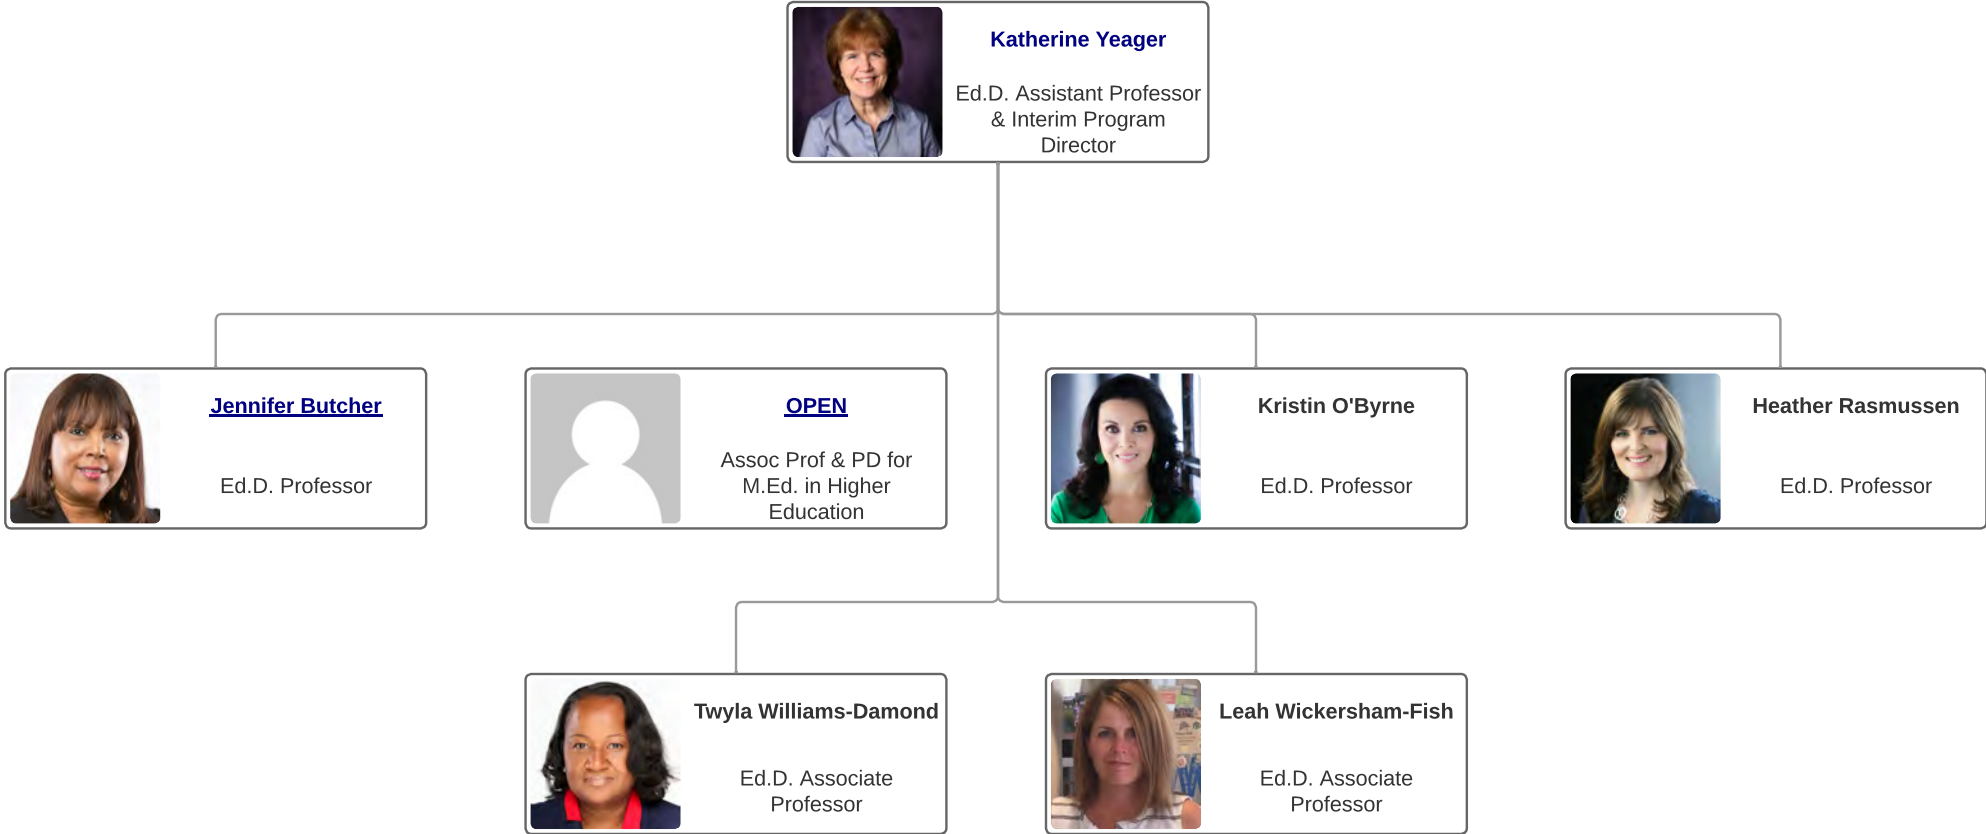 Katherine Yeager
Ed.D. Assistant Professor
& Interim Program
Director
Jennifer Butcher
Ed.D. Professor
OPEN
Assoc Prof & PD for
M.Ed. in Higher
Education
Kristin O'Byrne
Ed.D. Professor
Heather Rasmussen
Ed.D. Professor
Twyla Williams-Damond
Ed.D. Associate
Professor
Leah Wickersham-Fish
Ed.D. Associate
Professor